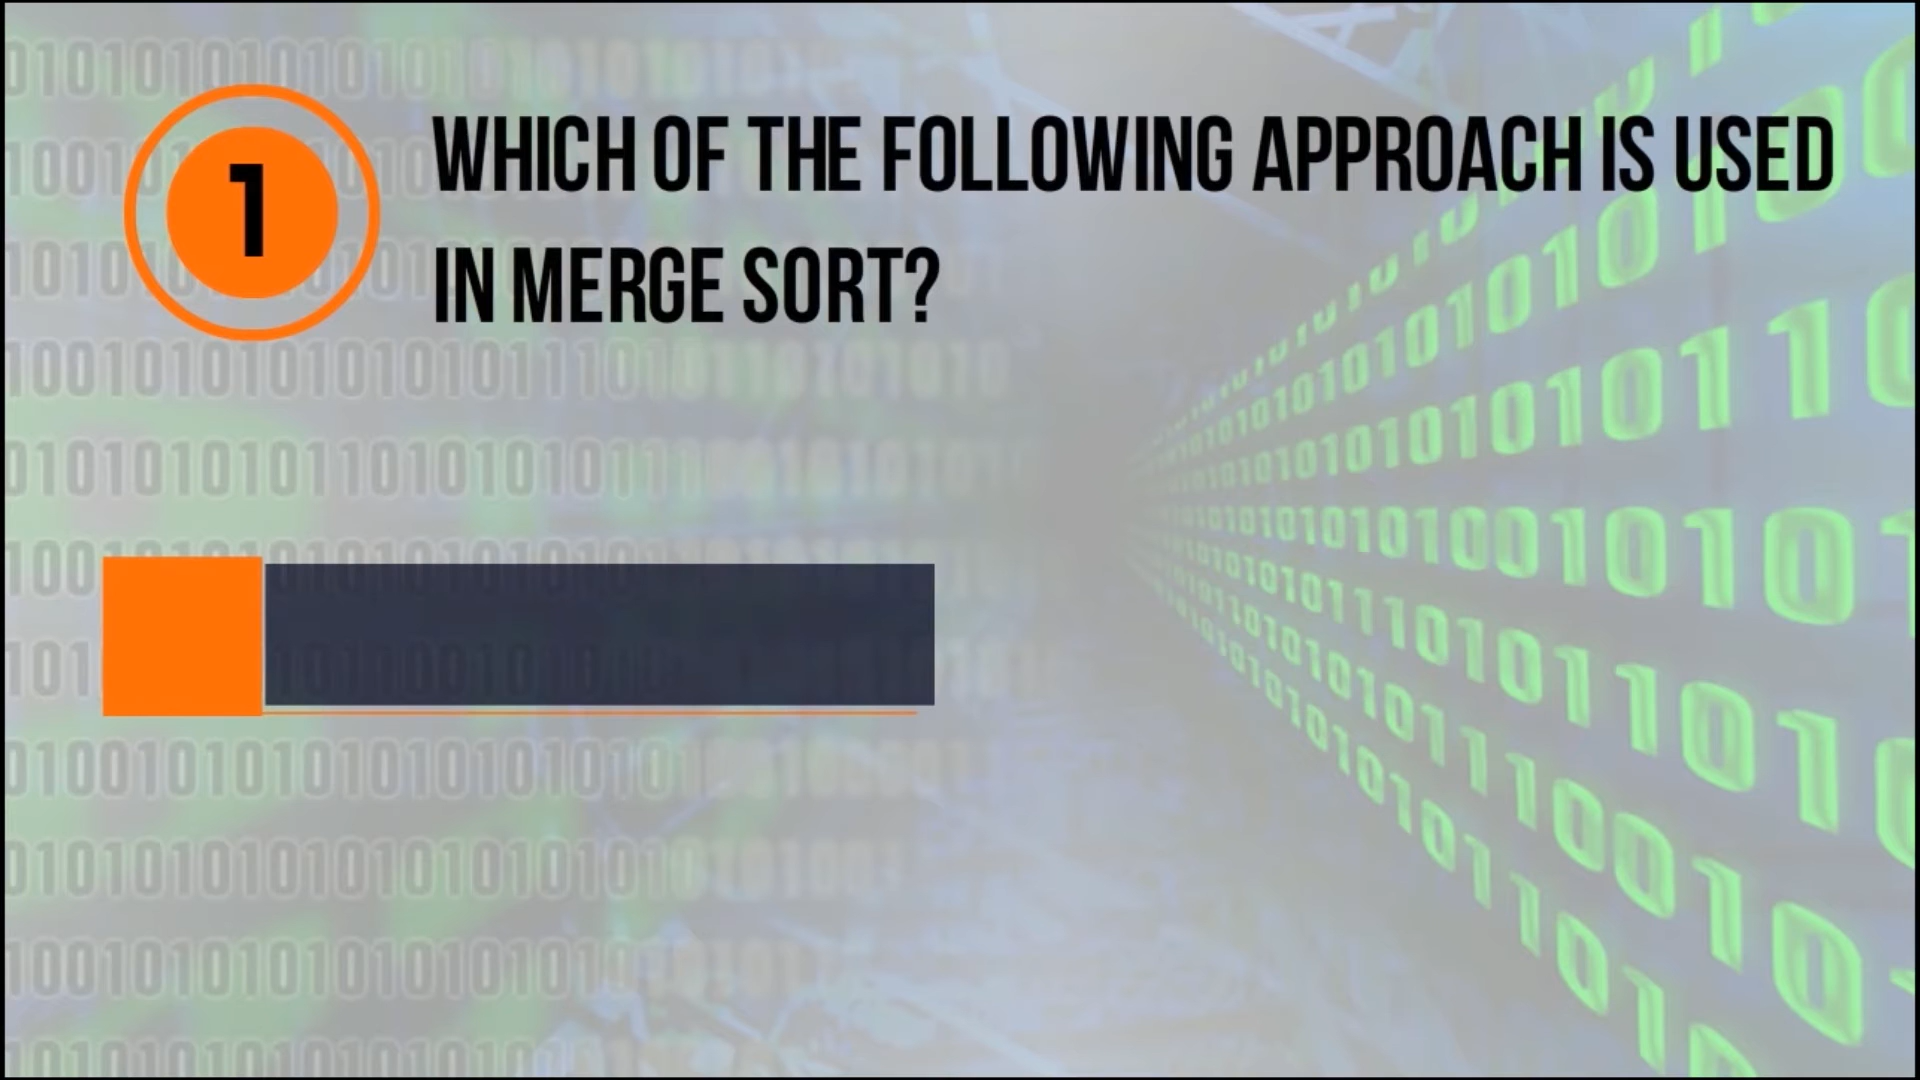 1
WHICH OF THE FOLLOWING APPROACH IS USED
IN MERGE SORT?